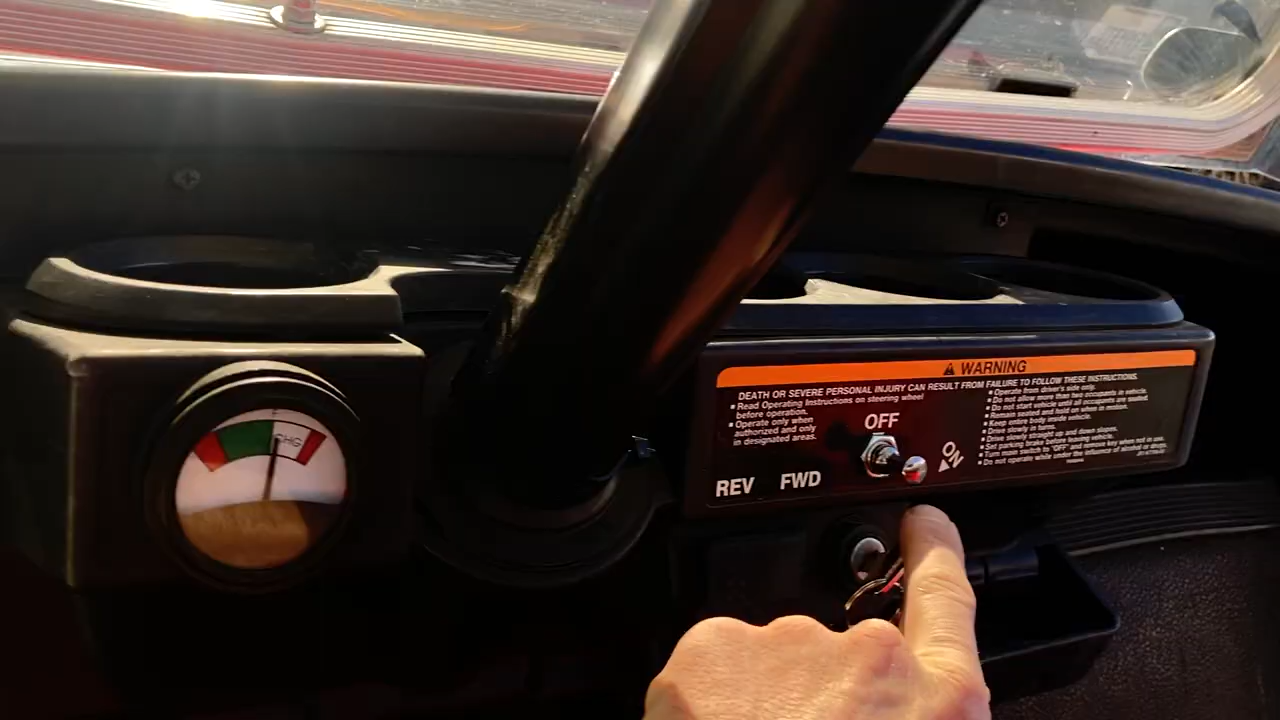 CHG
WARNING
DEATH OR SEVERE PERSONAL INJURY CAN RESULT FROM FAILURE TO FOLLOW THESE INSTRUCTIONS.
Read Operating Instructions on steering wheel
before operation.
Operate only when
authorized and only
in designated areas.
Operate from driver's side only.
Do not allow more than two occupants in vehicle.
Do not start vehicle until all occupants are seated.
Remain seated and hold on when in motion.
Keep entire body inside vehicle.
Drive slowly in turns.
Drive slowly straight up and down slopes.
Set parking brake before leaving vehicle.
Turn main switch to "OFF" and remove key when not in use.
Do not operate while under the influence of alcohol or drugs.
OFF
ON
REV FWD